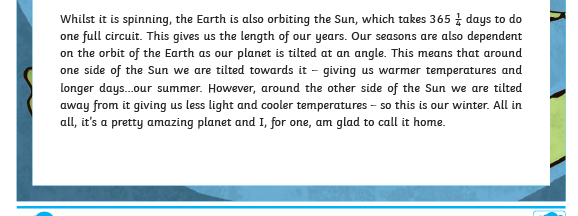 Whilst it is spinning, the Earth is also orbiting the Sun, which takes 365 ¼ days to do
one full circuit. This gives us the length of our years. Our seasons are also dependent
on the orbit of the Earth as our planet is tilted at an angle. This means that around
one side of the Sun we are tilted towards it – giving us warmer temperatures and
longer days...our summer. However, around the other side of the Sun we are tilted
away from it giving us less light and cooler temperatures – so this is our winter. All in
all, it's a pretty amazing planet and I, for one, am glad to call it home.